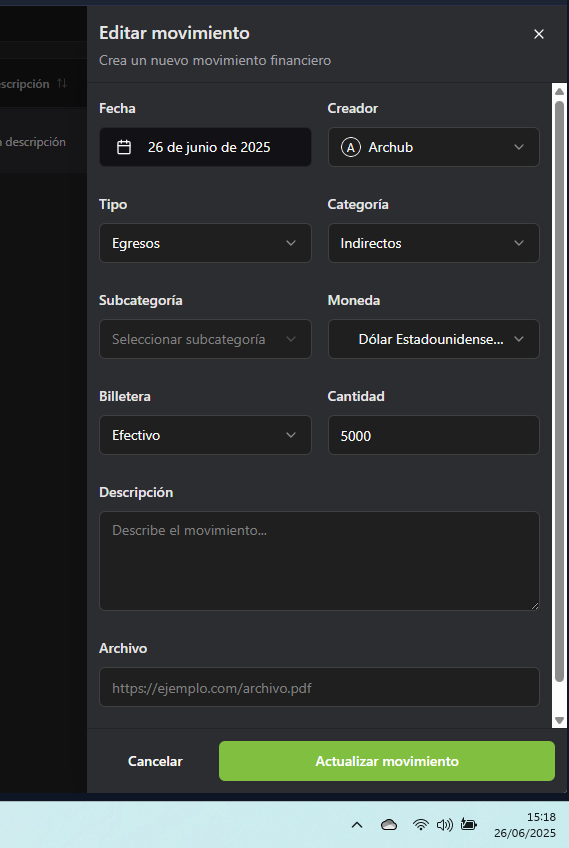 Editar movimiento
Crea un nuevo movimiento financiero
Fecha
Creador
26 de junio de 2025
A Archub
Tipo
Categoría
Egresos
Indirectos
Subcategoría
Moneda
Seleccionar subcategoría
Dólar Estadounidense...
Billetera
Cantidad
Efectivo
5000
Descripción
Describe el movimiento...
Archivo
https://ejemplo.com/archivo.pdf
Cancelar
Actualizar movimiento
descripción
15:18
26/06/2025